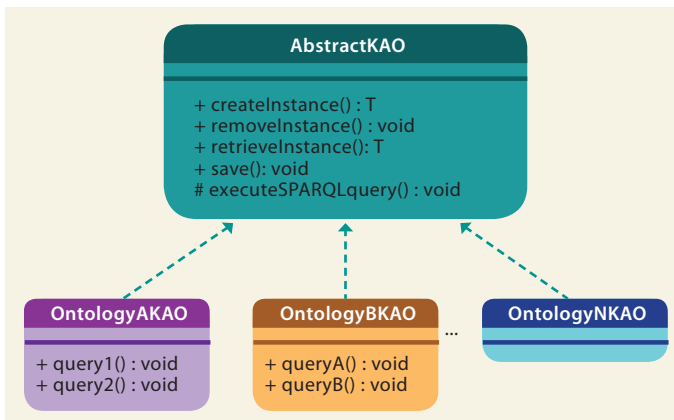 AbstractKAO
+ createInstance() : T
+ removeInstance() : void
+ retrieveInstance(): T
+ save(): void
# executeSPARQLquery() : void
OntologyAKAO
+ query1() : void
+ query2() : void
OntologyBKAO
+ queryA() : void
+ queryB() : void
...
OntologyNKAO